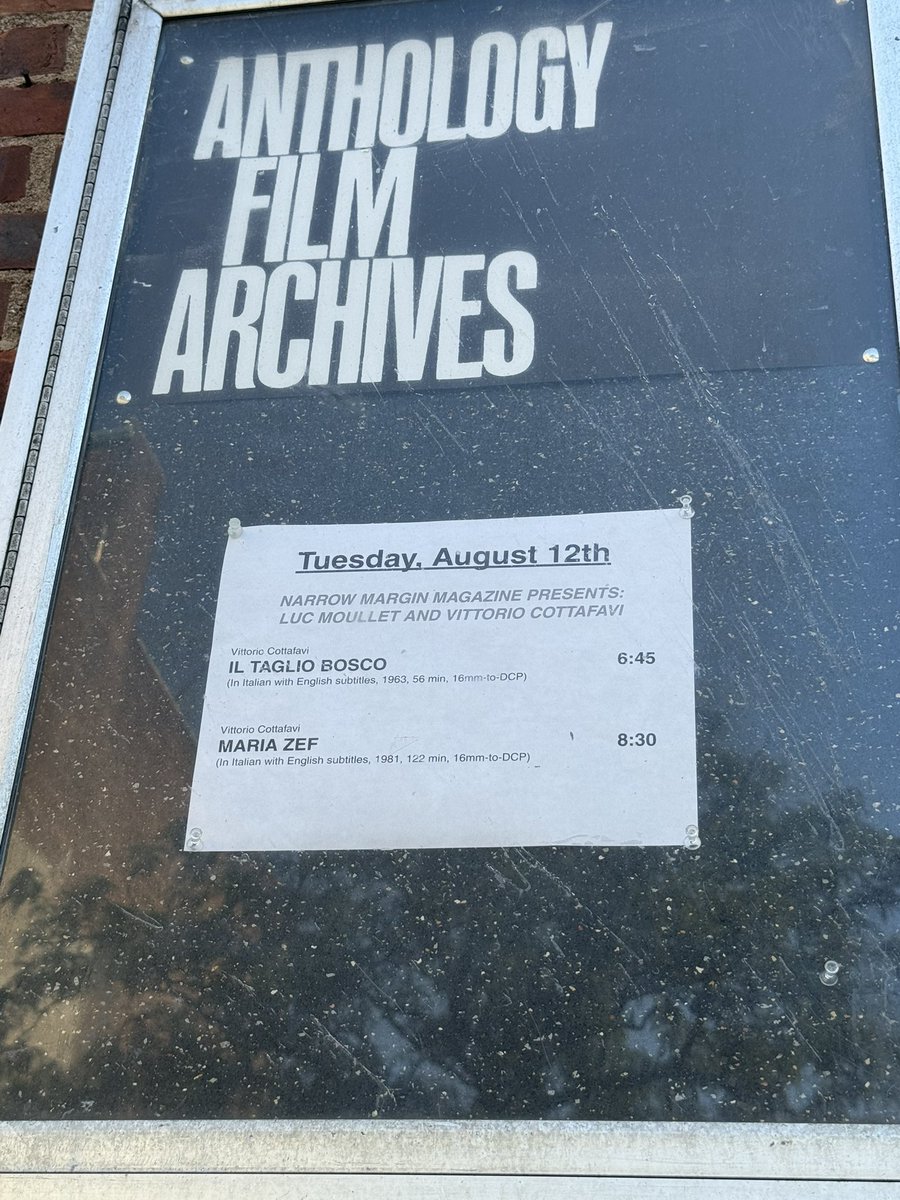 ANTHOLOGY
FILM
ARCHIVES
Tuesday, August 12th
NARROW MARGIN MAGAZINE PRESENTS:
LUC MOULLET AND VITTORIO COTTAFAVI
Vittorio Cottafavi
IL TAGLIO BOSCO 6:45
(In Italian with English subtitles, 1963, 56 min, 16mm-to-DCP)
Vittorio Cottafavi
MARIA ZEF 8:30
(In Italian with English subtitles, 1981, 122 min, 16mm-to-DCP)